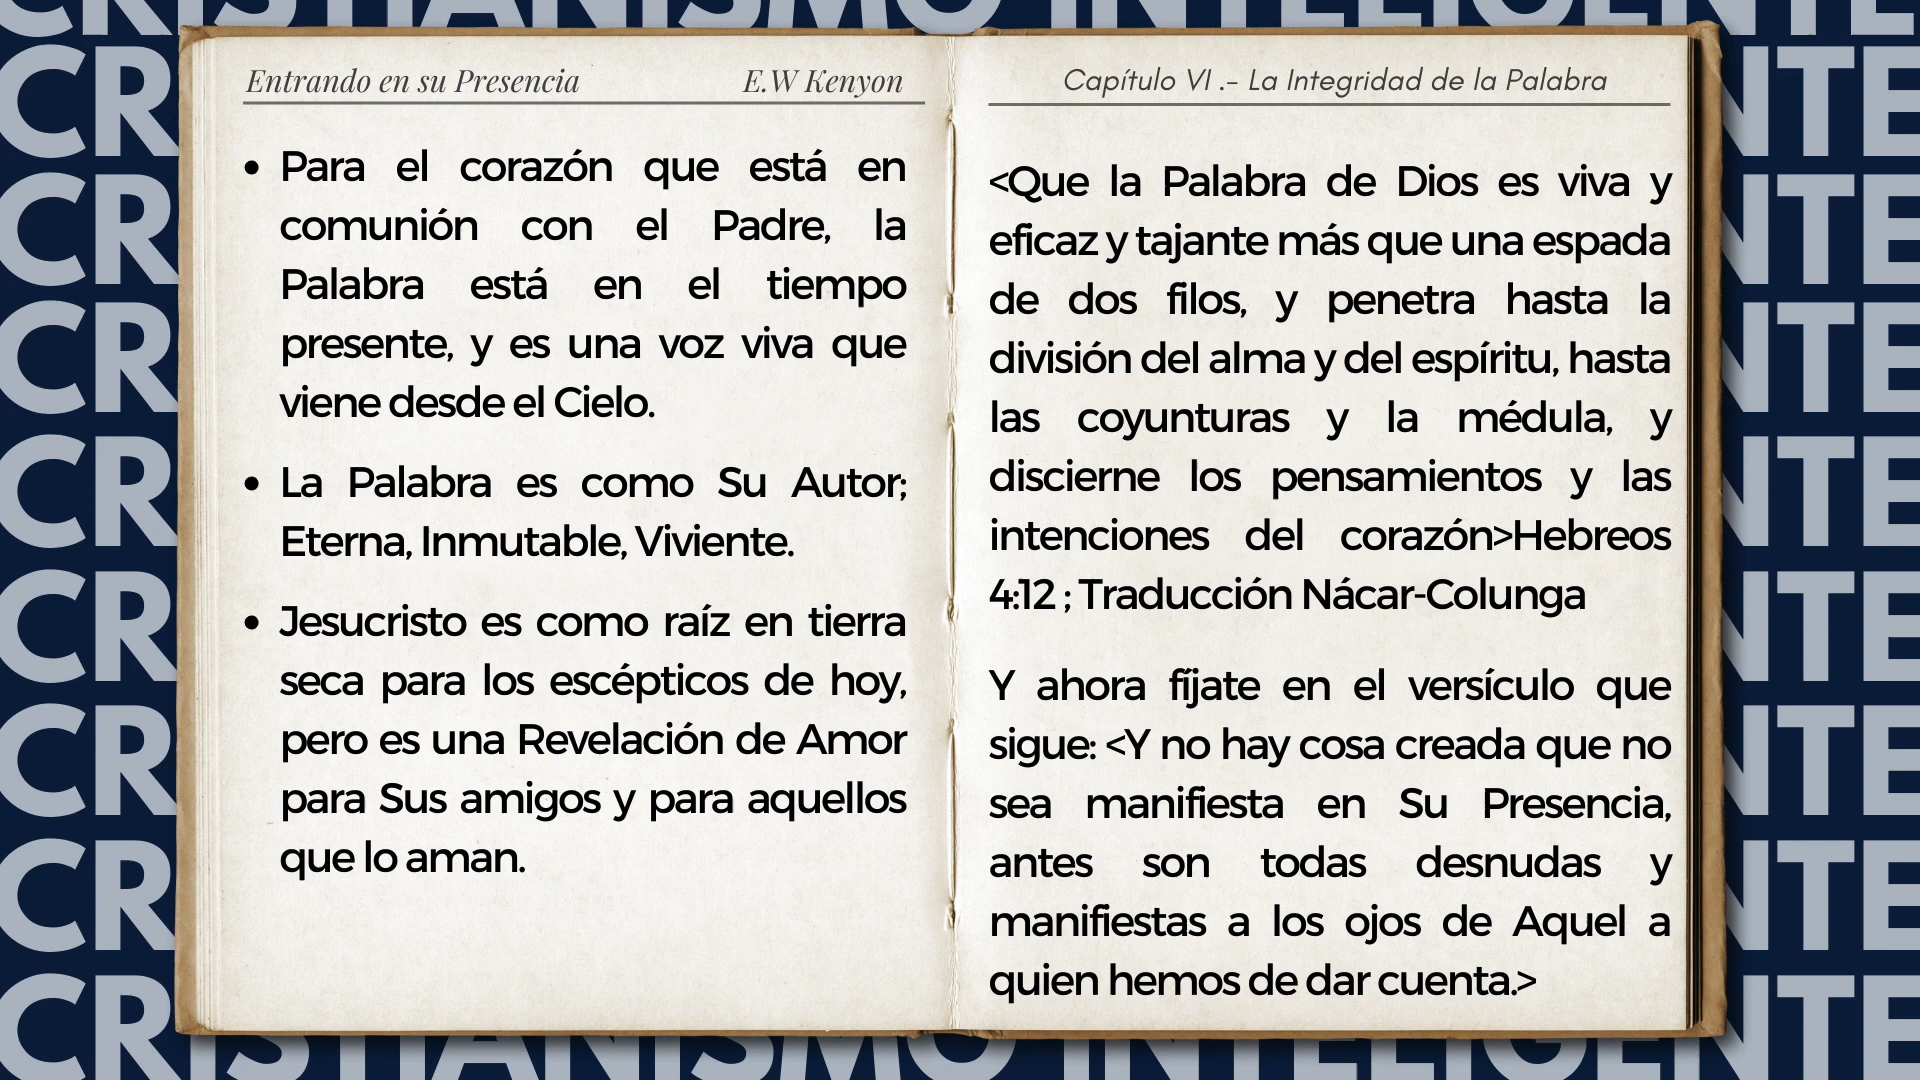 CRISTIANISMO INTELIGENTE
Entrando en su Presencia
E.W Kenyon
• Para el corazón que está en
comunión con el Padre, la
Palabra está en el tiempo
presente, y es una voz viva que
viene desde el Cielo.
• La Palabra es como Su Autor;
Eterna, Inmutable, Viviente.
• Jesucristo es como raíz en tierra
seca para los escépticos de hoy,
pero es una Revelación de Amor
para Sus amigos y para aquellos
que lo aman.
Capítulo VI .- La Integridad de la Palabra
<Que la Palabra de Dios es viva y
eficaz y tajante más que una espada
de dos filos, y penetra hasta la
división del alma y del espíritu, hasta
las coyunturas y la médula, y
discierne los pensamientos y las
intenciones del corazón>Hebreos
4:12 ; Traducción Nácar-Colunga
Y ahora fíjate en el versículo que
sigue: <Y no hay cosa creada que no
sea manifiesta en Su Presencia,
antes son todas desnudas y
manifiestas a los ojos de Aquel a
quien hemos de dar cuenta.>
CRISTIANISMO INTELIGENTE